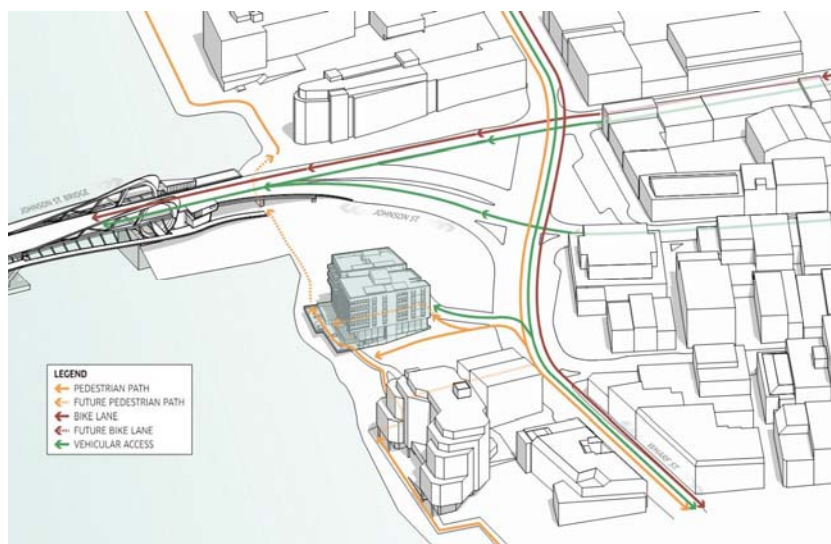 JOHNSON ST. BRIDGE
JOHNSON ST.
WHARF ST.
LEGEND
PEDESTRIAN PATH
FUTURE PEDESTRIAN PATH
BIKE LANE
FUTURE BIKE LANE
VEHICULAR ACCESS